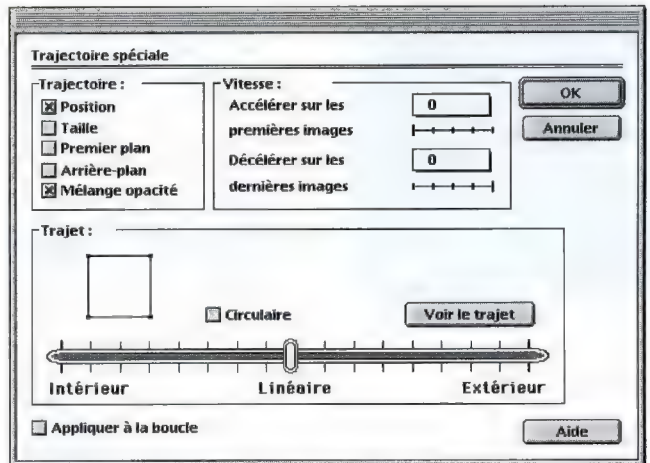 Trajectoire spéciale
Trajectoire :
Position
Taille
Premier plan
Arrière-plan
Mélange opacité
Vitesse :
Accélérer sur les
premières images
0
Décélérer sur les
dernières images
0
OK
Annuler
Trajet :
Circulaire
Voir le trajet
Intérieur
Linéaire
Extérieur
Appliquer à la boucle
Aide